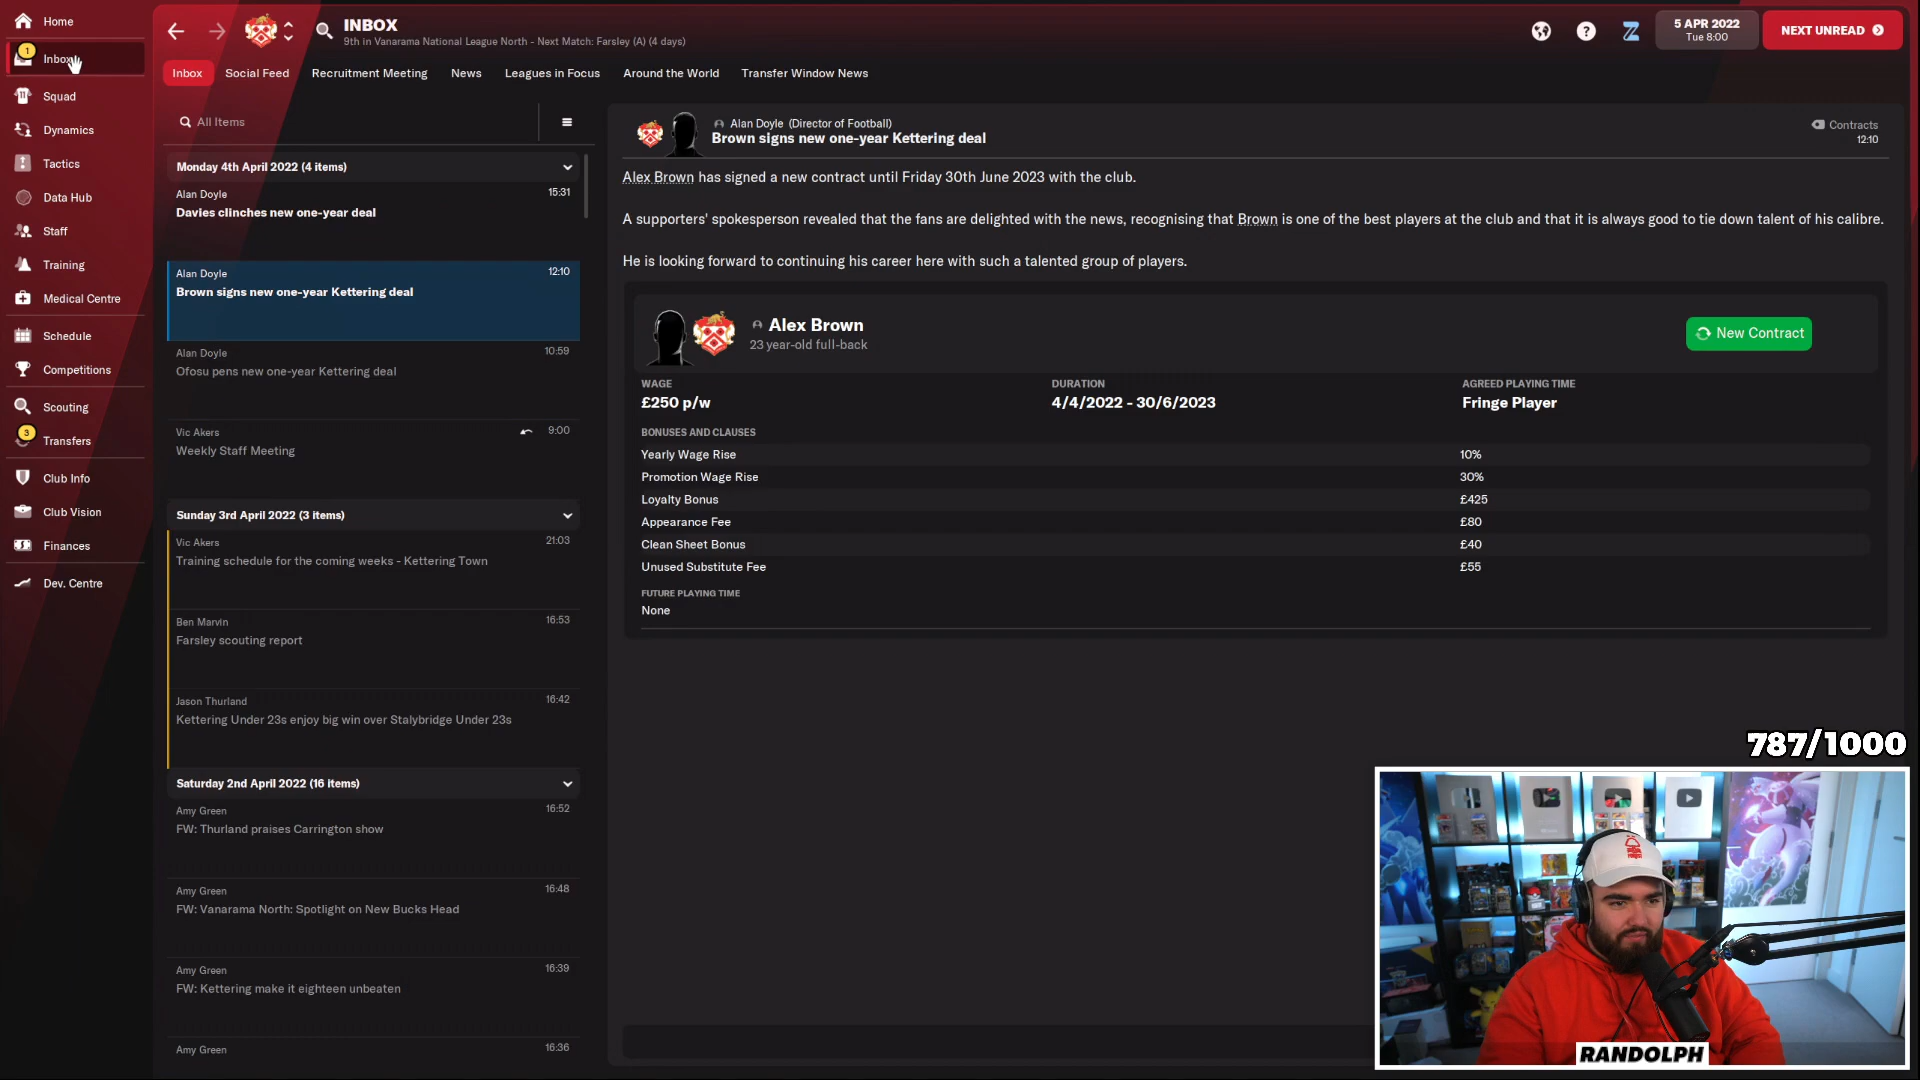 Home
1
Inbox
Squad
Dynamics
Tactics
Data Hub
Staff
Training
Medical Centre
Schedule
Competitions
Scouting
3
Transfers
Club Info
Club Vision
Finances
Dev. Centre
INBOX
9th in Vanarama National League North - Next Match: Farsley (A) (4 days)
5 APR 2022
Tue 8:00
NEXT UNREAD
Inbox
Social Feed
Recruitment Meeting
News
Leagues in Focus
Around the World
Transfer Window News
All Items
Monday 4th April 2022 (4 items)
Alan Doyle 15:31
Davies clinches new one-year deal
Alan Doyle 12:10
Brown signs new one-year Kettering deal
Alan Doyle 10:59
Ofosu pens new one-year Kettering deal
Vic Akers 9:00
Weekly Staff Meeting
Sunday 3rd April 2022 (3 items)
Vic Akers 21:03
Training schedule for the coming weeks - Kettering Town
Ben Marvin 16:53
Farsley scouting report
Jason Thurland 16:42
Kettering Under 23s enjoy big win over Stalybridge Under 23s
Saturday 2nd April 2022 (16 items)
Amy Green 16:52
FW: Thurland praises Carrington show
Amy Green 16:48
FW: Vanarama North: Spotlight on New Bucks Head
Amy Green 16:39
FW: Kettering make it eighteen unbeaten
Amy Green 16:36
Alan Doyle (Director of Football)
Brown signs new one-year Kettering deal
Contracts
12:10
Alex Brown has signed a new contract until Friday 30th June 2023 with the club.
A supporters' spokesperson revealed that the fans are delighted with the news, recognising that Brown is one of the best players at the club and that it is always good to tie down talent of his calibre.
He is looking forward to continuing his career here with such a talented group of players.
Alex Brown
23 year-old full-back
New Contract
WAGE DURATION AGREED PLAYING TIME
£250 p/w 4/4/2022 - 30/6/2023 Fringe Player
BONUSES AND CLAUSES
Yearly Wage Rise 10%
Promotion Wage Rise 30%
Loyalty Bonus £425
Appearance Fee £80
Clean Sheet Bonus £40
Unused Substitute Fee £55
FUTURE PLAYING TIME
None
787/1000
RANDOLPH